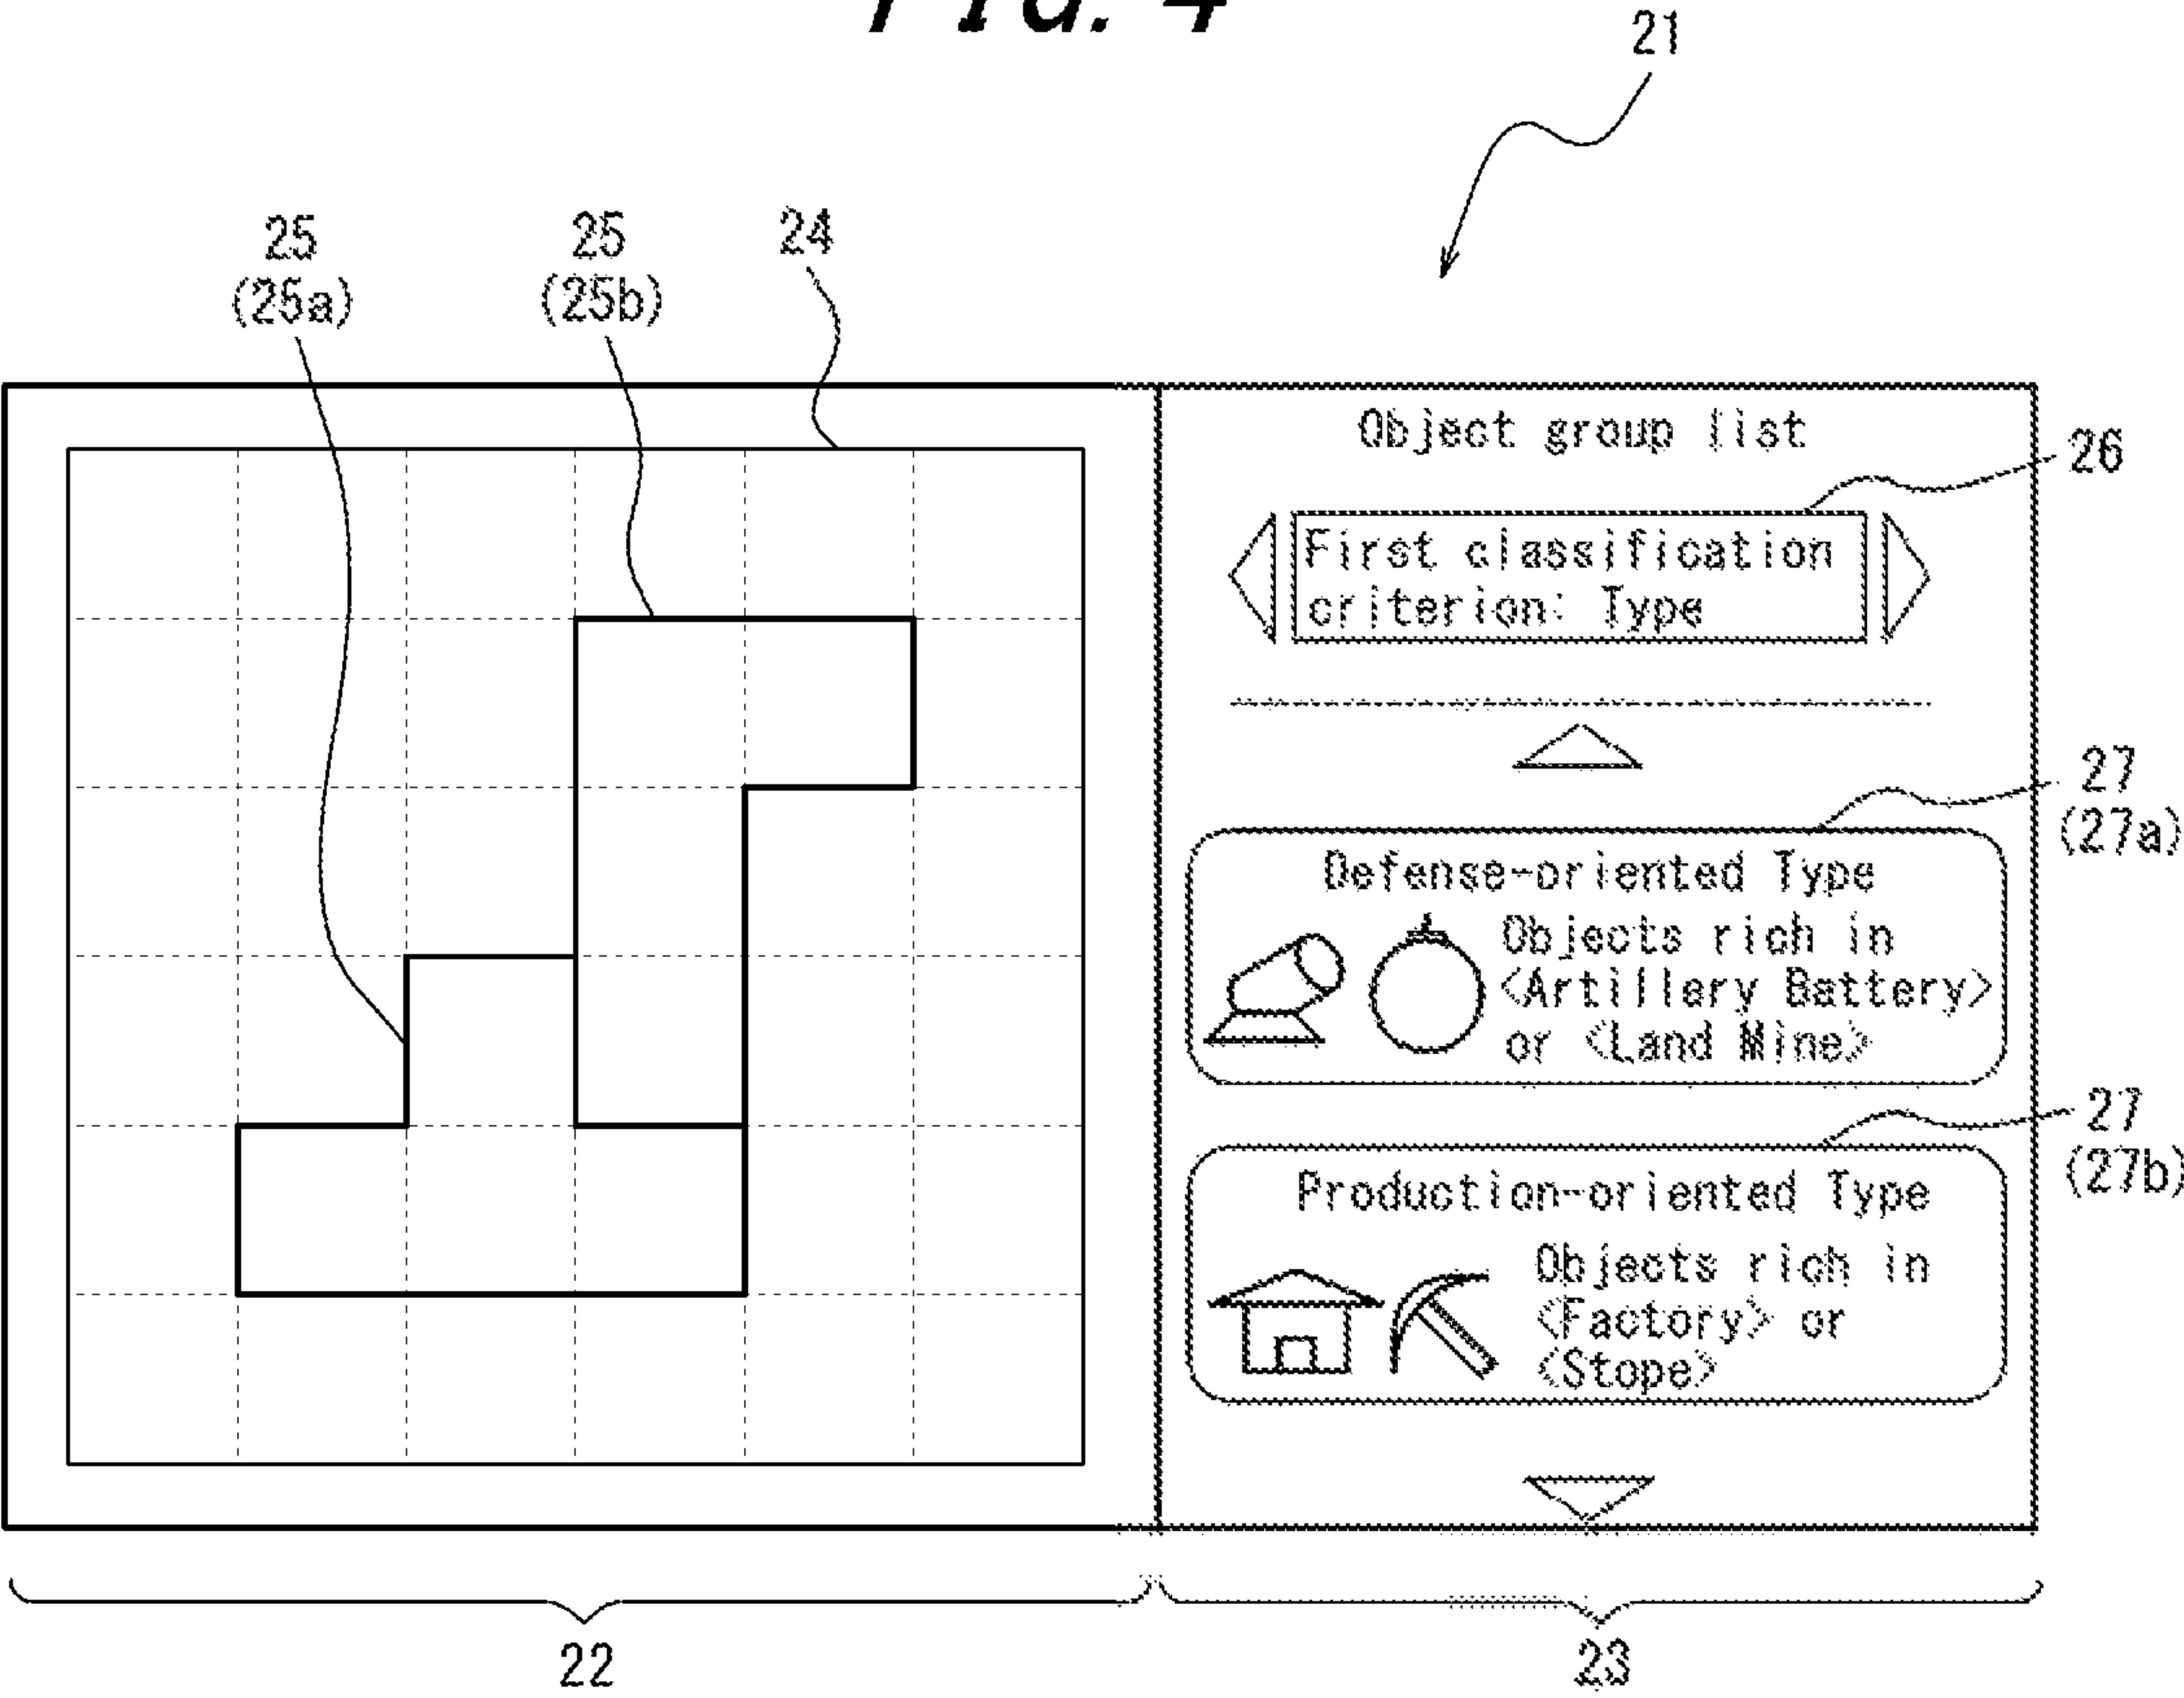 FIG. 4
21
25
(25a)
25
(25b)
24
Object group list
26
First classification
criterion: Type
27
(27a)
Defense-oriented Type
Objects rich in
<Artillery Battery>
or <Land Mine>
27
(27b)
Production-oriented Type
Objects rich in
<Factory> or
<Stope>
22
23